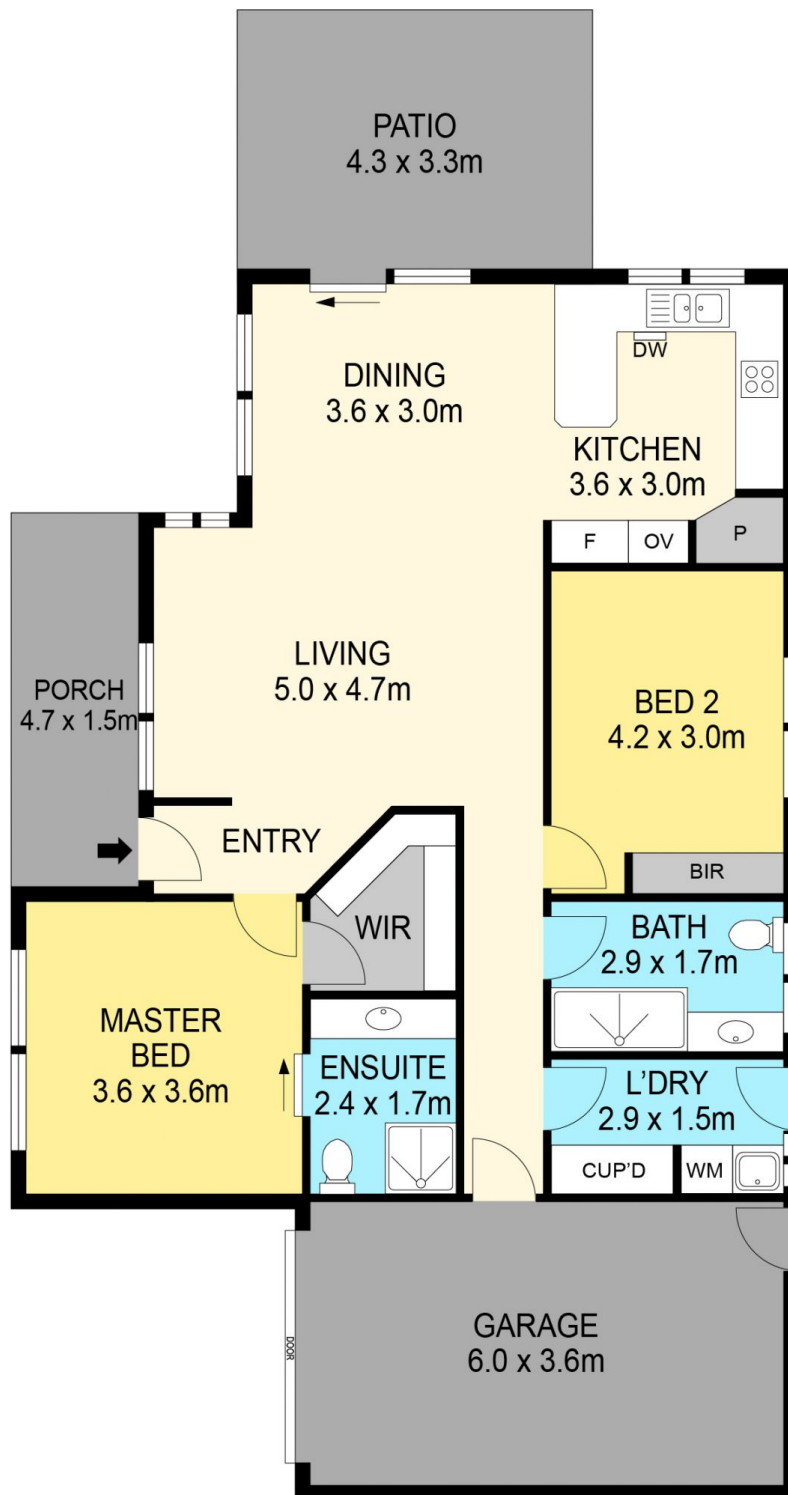 PATIO
4.3 x 3.3m
DINING
3.6 x 3.0m
DW
KITCHEN
3.6 x 3.0m
F
OV
P
PORCH
4.7 x 1.5m
LIVING
5.0 x 4.7m
BED 2
4.2 x 3.0m
ENTRY
BIR
WIR
BATH
2.9 x 1.7m
MASTER
BED
3.6 x 3.6m
ENSUITE
2.4 x 1.7m
L'DRY
2.9 x 1.5m
CUP'D
WM
DOOR
GARAGE
6.0 x 3.6m